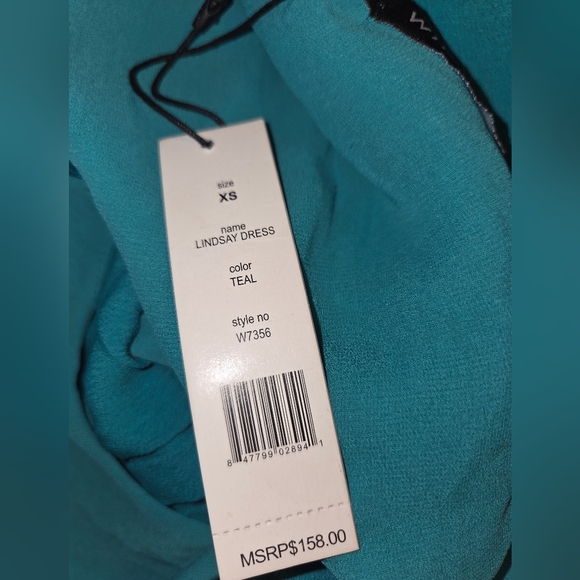 size
XS
name
LINDSAY DRESS
color
TEAL
style no
W7356
8 47799 02894 1
MSRP$158.00